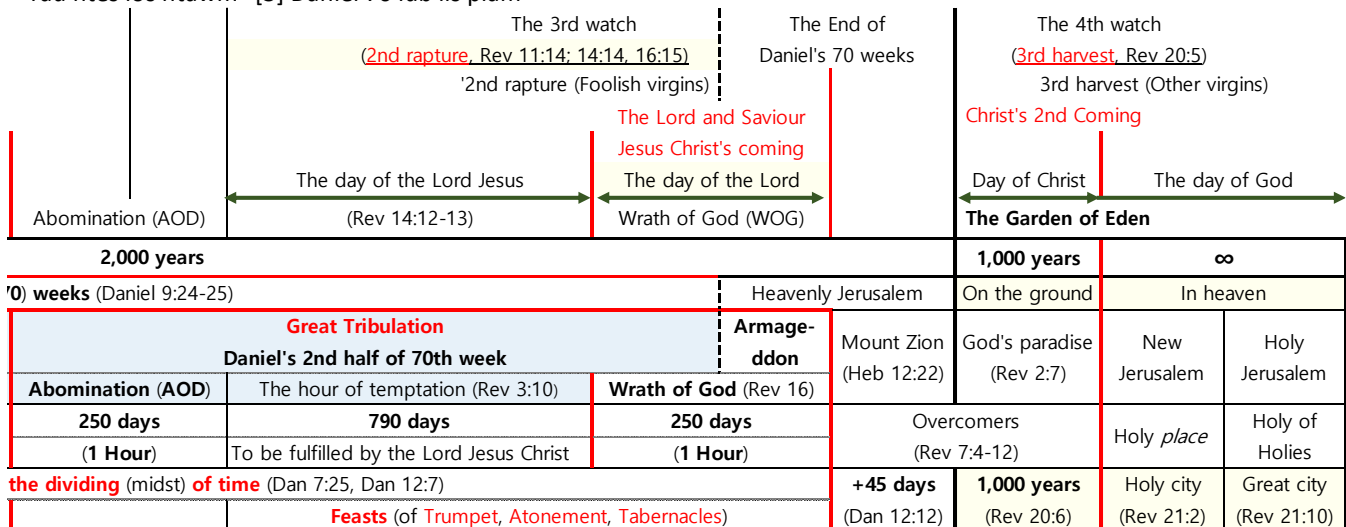 The 3rd watch
The End of
The 4th watch
(2nd rapture, Rev 11:14; 14:14, 16:15)
Daniel's 70 weeks
(3rd harvest, Rev 20:5)
'2nd rapture (Foolish virgins)
3rd harvest (Other virgins)
The Lord and Saviour
Christ's 2nd Coming
Jesus Christ's coming
The day of the Lord Jesus
The day of the Lord
Day of Christ
The day of God
Abomination (AOD)
(Rev 14:12-13)
Wrath of God (WOG)
The Garden of Eden
2,000 years
1,000 years
∞
70) weeks (Daniel 9:24-25)
Heavenly Jerusalem
On the ground
In heaven
Great Tribulation
Daniel's 2nd half of 70th week
Armage-
ddon
Mount Zion
(Heb 12:22)
God's paradise
(Rev 2:7)
New
Jerusalem
Holy
Jerusalem
Abomination (AOD)
The hour of temptation (Rev 3:10)
Wrath of God (Rev 16)
250 days
790 days
250 days
Overcomers
(Rev 7:4-12)
Holy place
Holy of
Holies
(1 Hour)
To be fulfilled by the Lord Jesus Christ
(1 Hour)
the dividing (midst) of time (Dan 7:25, Dan 12:7)
+45 days
1,000 years
Holy city
Great city
Feasts (of Trumpet, Atonement, Tabernacles)
(Dan 12:12)
(Rev 20:6)
(Rev 21:2)
(Rev 21:10)